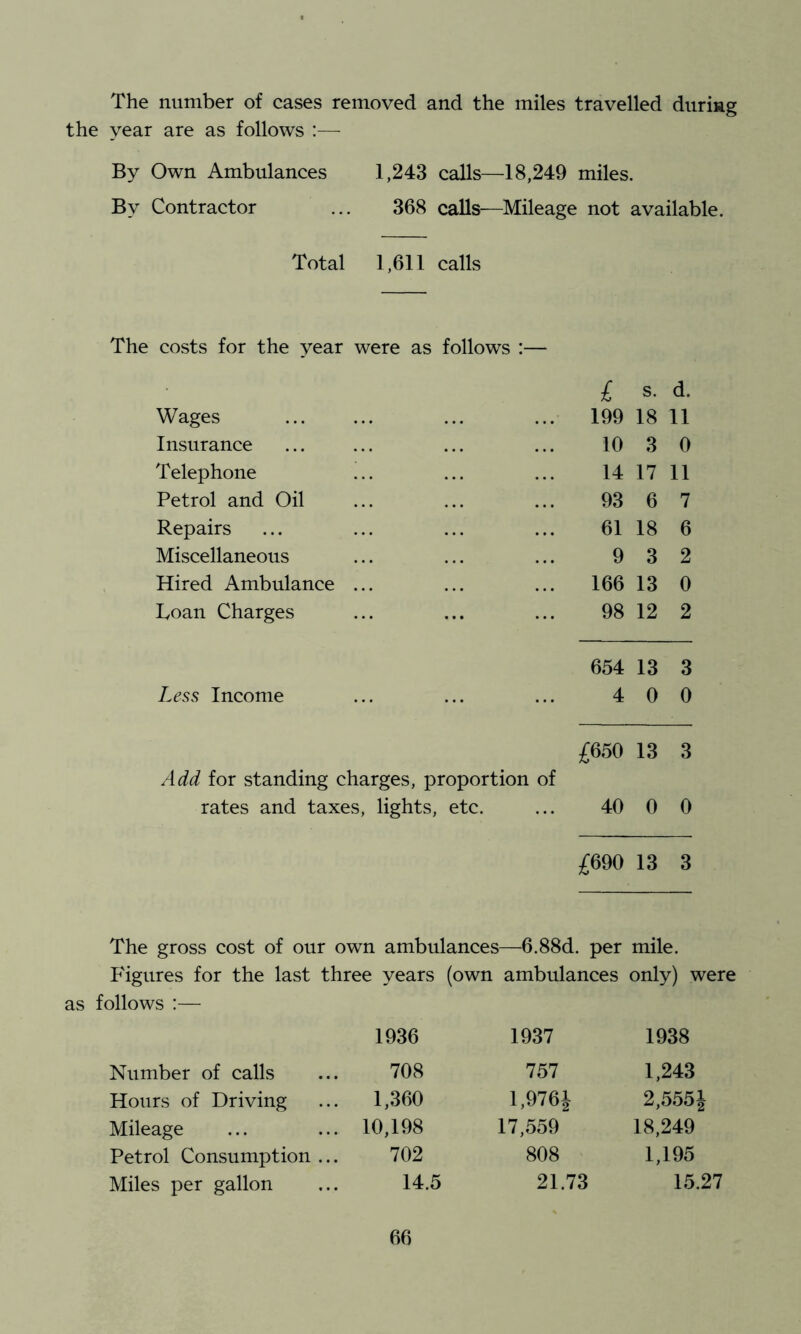 The number of cases removed and the miles travelled during
the year are as follows :—
By Own Ambulances 1,243 calls—18,249 miles.
By Contractor ... 368 calls—Mileage not available.
Total 1,611 calls
The costs for the year were as follows :—
£ s. d.
Wages ... ... ... ... 199 18 11
Insurance ... ... ... ... 10 3 0
Telephone ... ... ... 14 17 11
Petrol and Oil ... ... ... 93 6 7
Repairs ... ... ... ... 61 18 6
Miscellaneous ... ... ... 9 3 2
Hired Ambulance ... ... ... 166 13 0
Loan Charges ... ... ... 98 12 2
654 13 3
Less Income ... ... ... 4 0 0
£650 13 3
Add for standing charges, proportion of
rates and taxes, lights, etc. ... 40 0 0
£690 13 3
The gross cost of our own ambulances—6.88d. per mile.
Figures for the last three years (own ambulances only) were
as follows :—
1936 1937 1938
Number of calls ... 708 757 1,243
Hours of Driving ... 1,360 1,976½ 2,555½
Mileage ... ... 10,198 17,559 18,249
Petrol Consumption ... 702 808 1,195
Miles per gallon ... 14.5 21.73 15.27
66